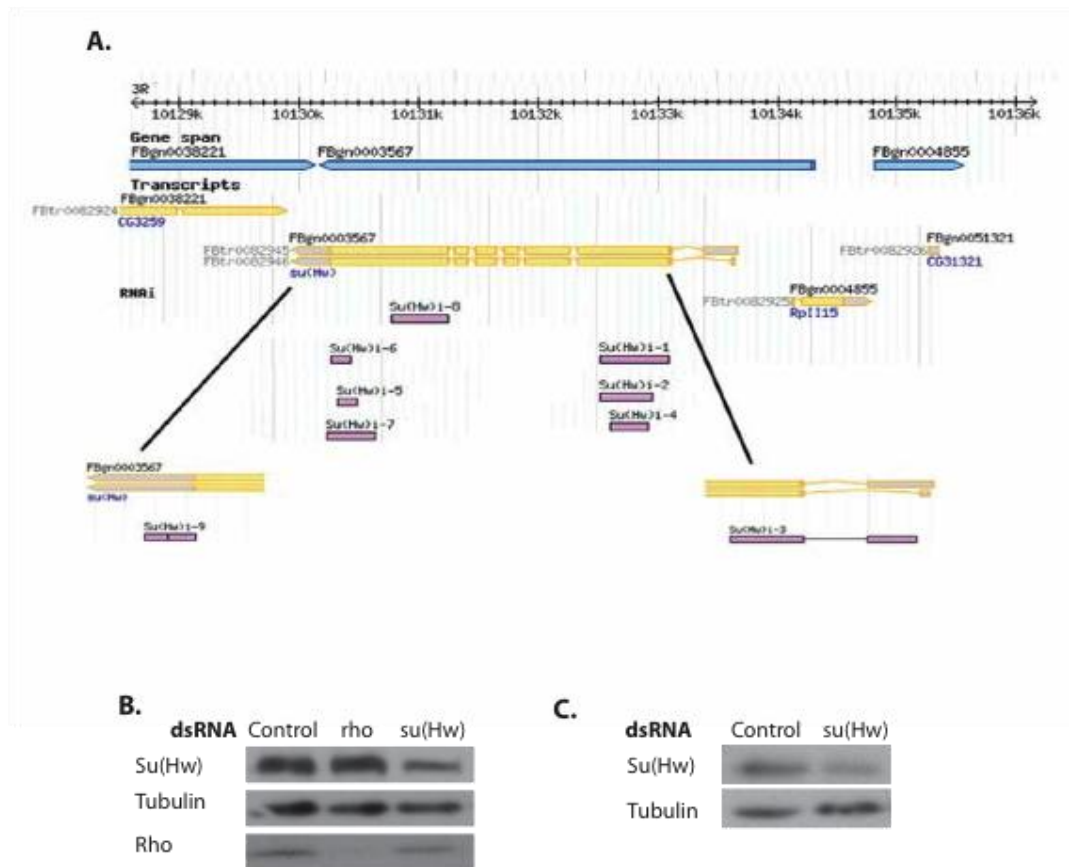 A.
3R
10129k 10130k 10131k 10132k 10133k 10134k 10135k 10136k
Gene span
FBgn0038221 FBgn0003567 FBgn0004855
Transcripts
FBgn0038221
FBtr0082924
CG3259
FBgn0003567 FBgn0051321
FBtr0082945 FBtr0082926
FBtr0082946 CG31321
su(Hw)
RNAi FBgn0004855
FBtr0082925
Su(Hw)i-8 RpII15
Su(Hw)i-6 Su(Hw)i-1
Su(Hw)i-5 Su(Hw)i-2
Su(Hw)i-7 Su(Hw)i-4
FBgn0003567
su(Hw)
Su(Hw)i-9 Su(Hw)i-3
B. C.
dsRNA Control rho su(Hw) dsRNA Control su(Hw)
Su(Hw) Su(Hw)
Tubulin Tubulin
Rho